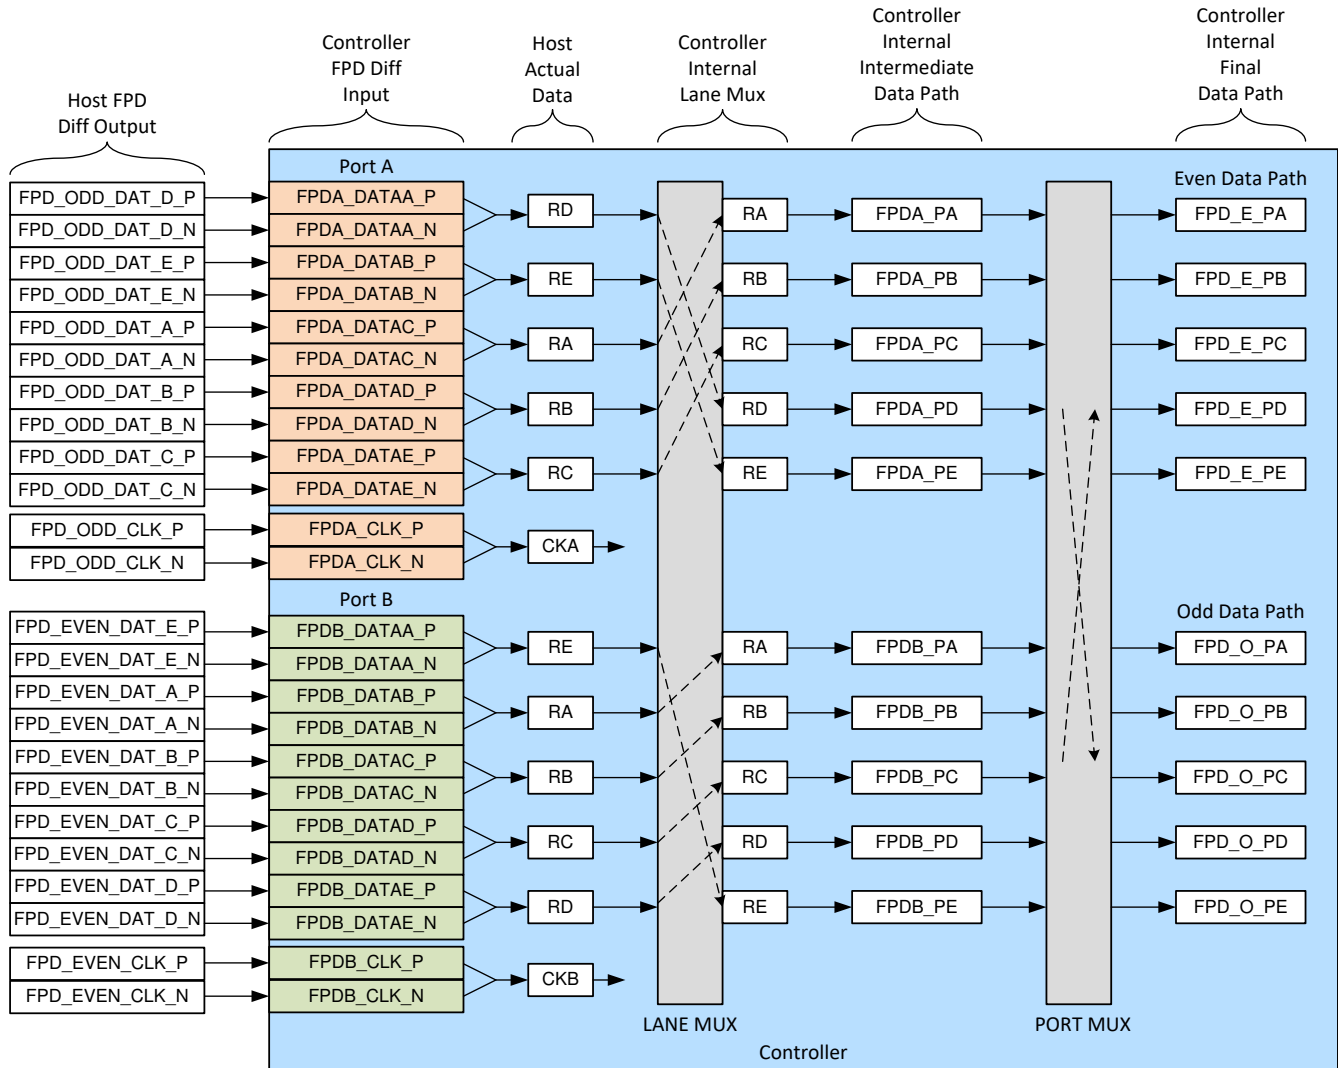 Host FPD
Diff Output
Controller
FPD Diff
Input
Host
Actual
Data
Controller
Internal
Lane Mux
Controller
Internal
Intermediate
Data Path
Controller
Internal
Final
Data Path
Port A
Even Data Path
FPD_ODD_DAT_D_P
FPD_ODD_DAT_D_N
FPD_ODD_DAT_E_P
FPD_ODD_DAT_E_N
FPD_ODD_DAT_A_P
FPD_ODD_DAT_A_N
FPD_ODD_DAT_B_P
FPD_ODD_DAT_B_N
FPD_ODD_DAT_C_P
FPD_ODD_DAT_C_N
FPD_ODD_CLK_P
FPD_ODD_CLK_N
FPDA_DATAA_P
FPDA_DATAA_N
FPDA_DATAB_P
FPDA_DATAB_N
FPDA_DATAC_P
FPDA_DATAC_N
FPDA_DATAD_P
FPDA_DATAD_N
FPDA_DATAE_P
FPDA_DATAE_N
FPDA_CLK_P
FPDA_CLK_N
RD
RE
RA
RB
RC
CKA
RA
RB
RC
RD
RE
FPDA_PA
FPDA_PB
FPDA_PC
FPDA_PD
FPDA_PE
FPD_E_PA
FPD_E_PB
FPD_E_PC
FPD_E_PD
FPD_E_PE
Port B
Odd Data Path
FPD_EVEN_DAT_E_P
FPD_EVEN_DAT_E_N
FPD_EVEN_DAT_A_P
FPD_EVEN_DAT_A_N
FPD_EVEN_DAT_B_P
FPD_EVEN_DAT_B_N
FPD_EVEN_DAT_C_P
FPD_EVEN_DAT_C_N
FPD_EVEN_DAT_D_P
FPD_EVEN_DAT_D_N
FPD_EVEN_CLK_P
FPD_EVEN_CLK_N
FPDB_DATAA_P
FPDB_DATAA_N
FPDB_DATAB_P
FPDB_DATAB_N
FPDB_DATAC_P
FPDB_DATAC_N
FPDB_DATAD_P
FPDB_DATAD_N
FPDB_DATAE_P
FPDB_DATAE_N
FPDB_CLK_P
FPDB_CLK_N
RE
RA
RB
RC
RD
CKB
RA
RB
RC
RD
RE
FPDB_PA
FPDB_PB
FPDB_PC
FPDB_PD
FPDB_PE
FPD_O_PA
FPD_O_PB
FPD_O_PC
FPD_O_PD
FPD_O_PE
LANE MUX
PORT MUX
Controller